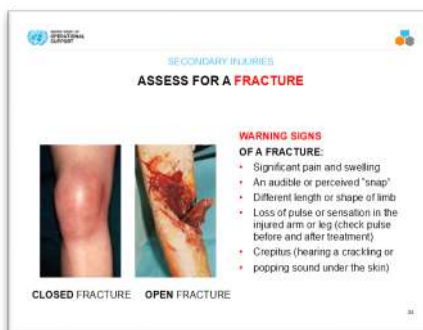 OPERATIONAL
SUPPORT
SECONDARY INJURIES
ASSESS FOR A FRACTURE
WARNING SIGNS
OF A FRACTURE:
• Significant pain and swelling
• An audible or perceived "snap"
• Different length or shape of limb
• Loss of pulse or sensation in the
injured arm or leg (check pulse
before and after treatment)
• Crepitus (hearing a crackling or
• popping sound under the skin)
CLOSED FRACTURE OPEN FRACTURE